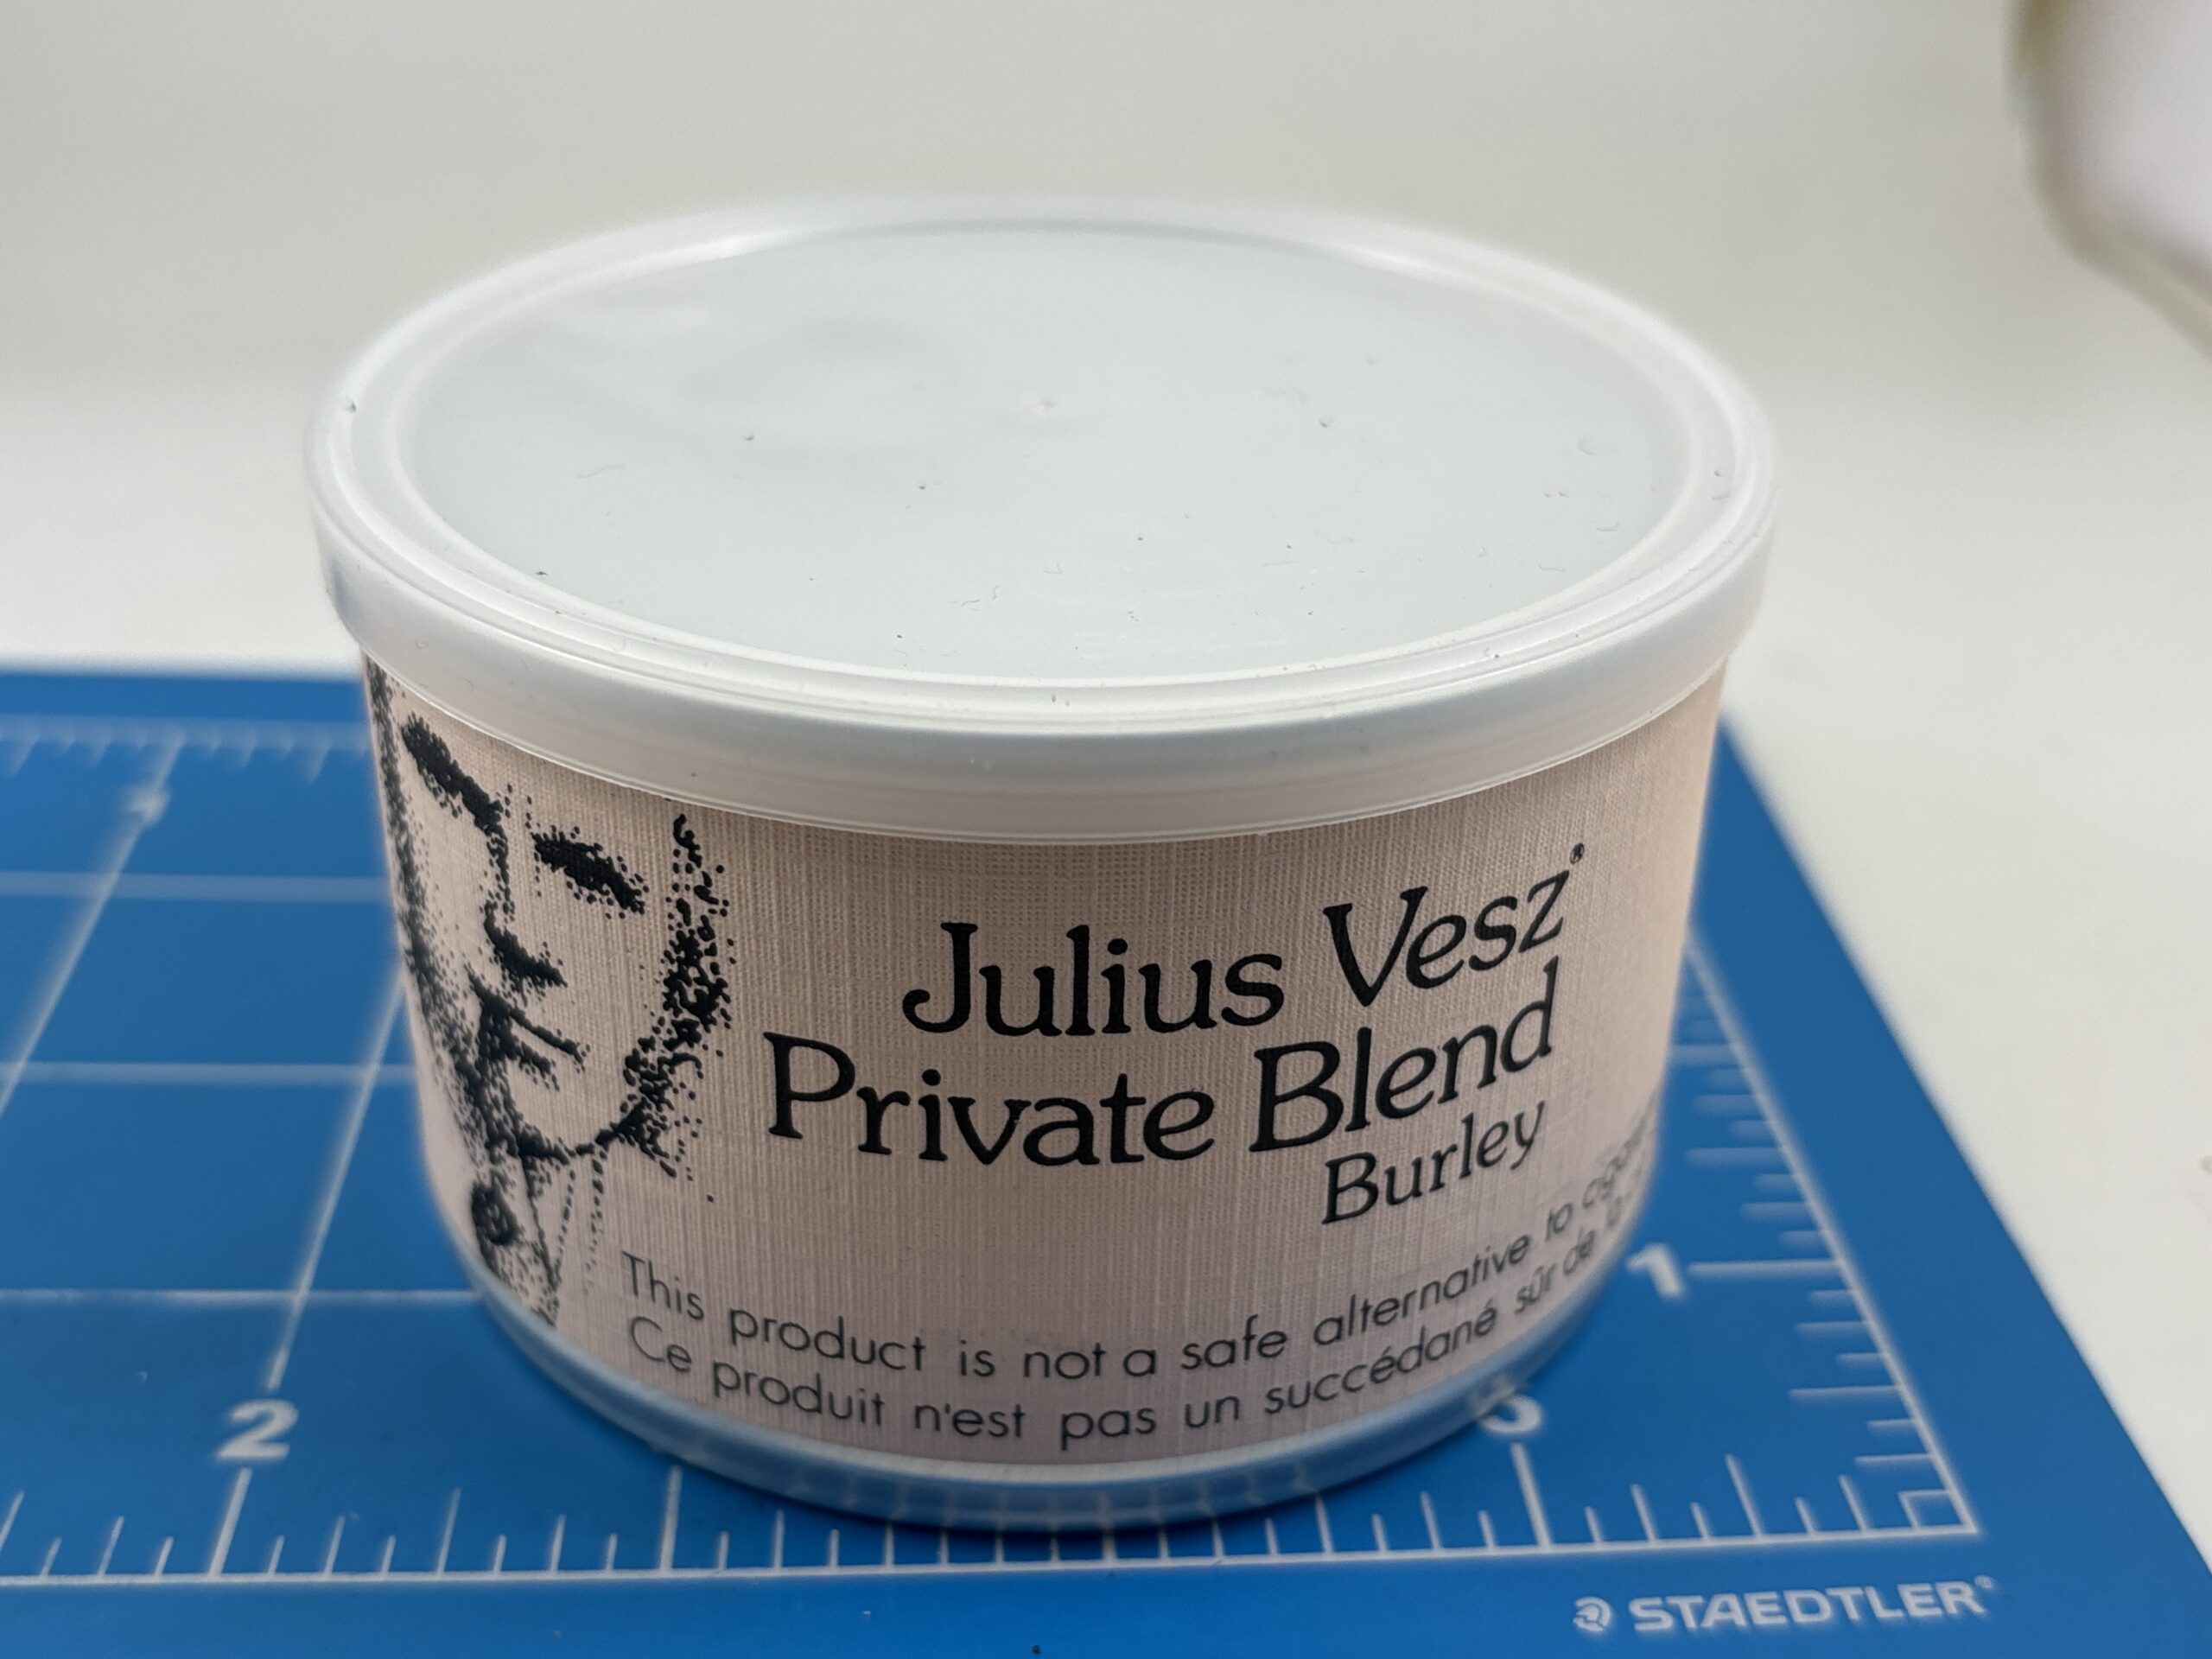 Julius Vesz®
Private Blend
Burley
This product is not a safe alternative to
Ce produit n'est pas un succédané sûr de
1
2
3
STAEDTLER®